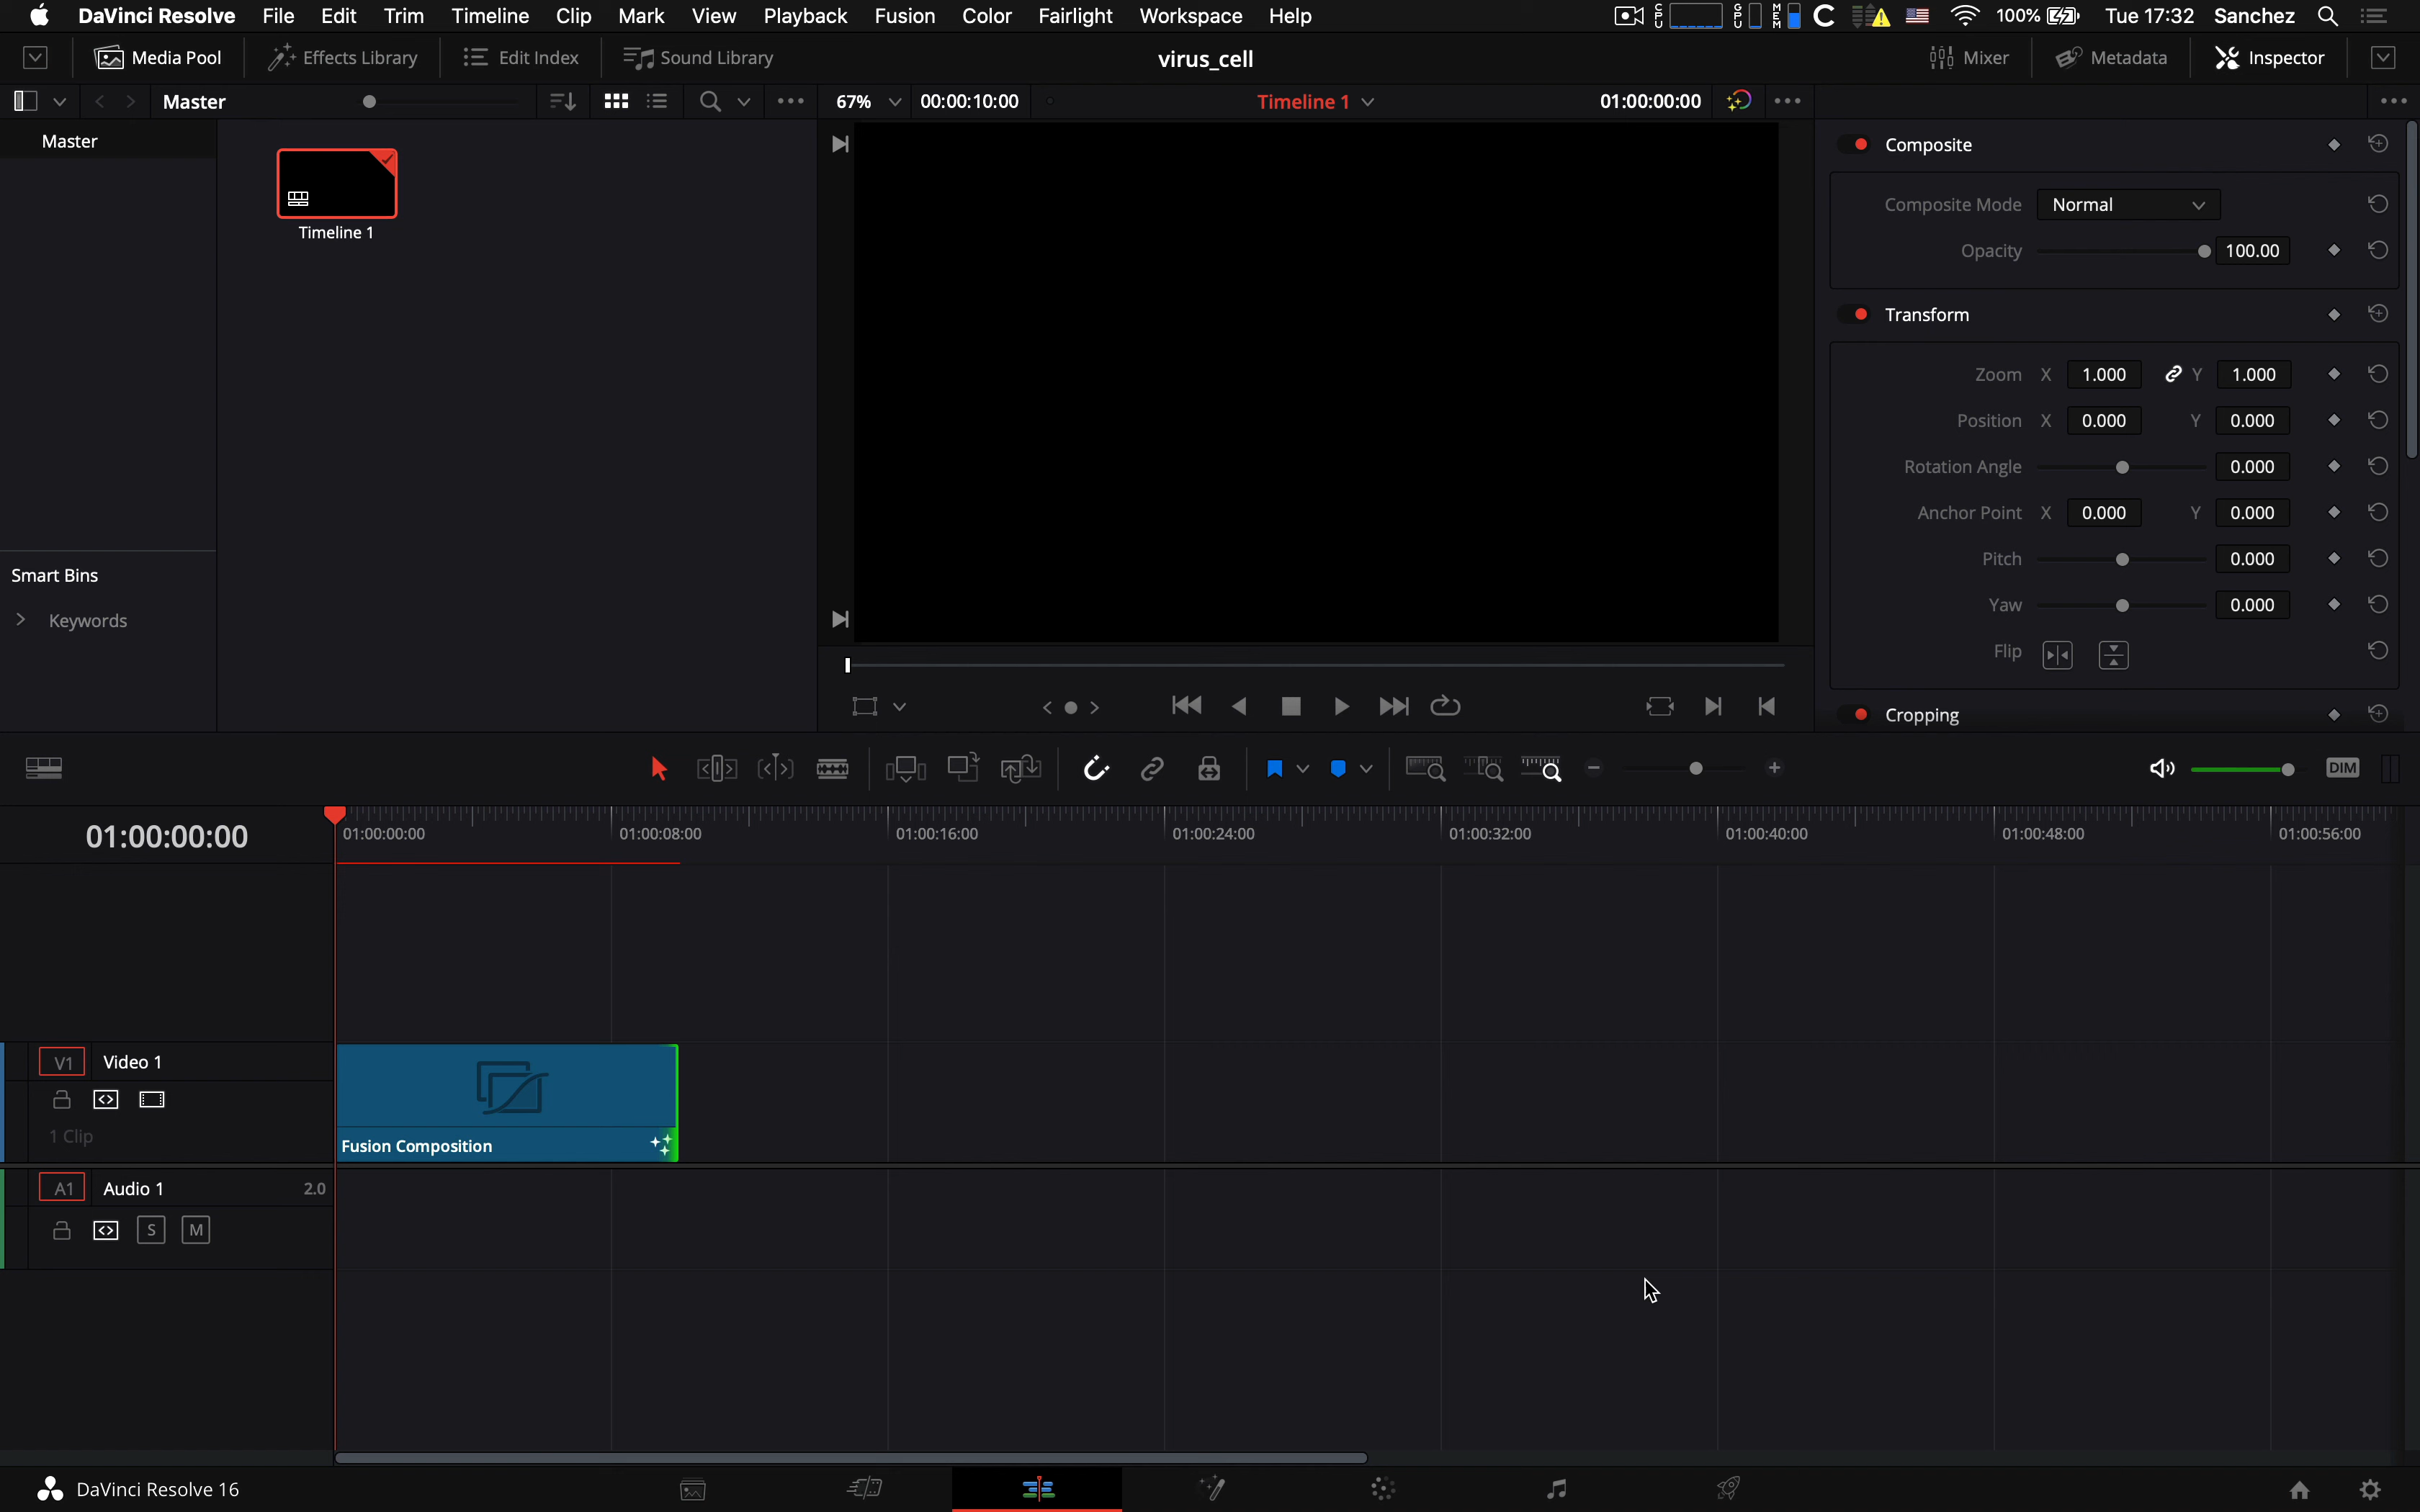 DaVinci Resolve File Edit Trim Timeline Clip Mark View Playback Fusion Color Fairlight Workspace Help CPU GPU MEM 100% Tue 17:32 Sanchez
Media Pool Effects Library Edit Index Sound Library virus_cell Mixer Metadata Inspector
Master 67% 00:00:10:00 Timeline 1 01:00:00:00
Master
Timeline 1
Smart Bins
Keywords
Composite
Composite Mode Normal
Opacity 100.00
Transform
Zoom X 1.000 Y 1.000
Position X 0.000 Y 0.000
Rotation Angle 0.000
Anchor Point X 0.000 Y 0.000
Pitch 0.000
Yaw 0.000
Flip
Cropping
DIM
01:00:00:00 01:00:00:00 01:00:08:00 01:00:16:00 01:00:24:00 01:00:32:00 01:00:40:00 01:00:48:00 01:00:56:00
V1 Video 1
1 Clip
Fusion Composition
A1 Audio 1 2.0
S M
DaVinci Resolve 16